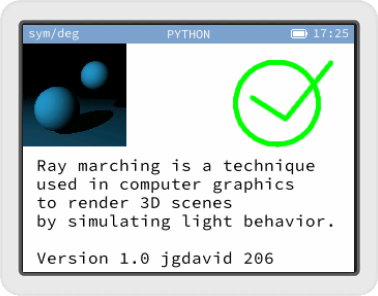 sym/deg PYTHON 17:25
Ray marching is a technique
used in computer graphics
to render 3D scenes
by simulating light behavior.
Version 1.0 jgdavid 206